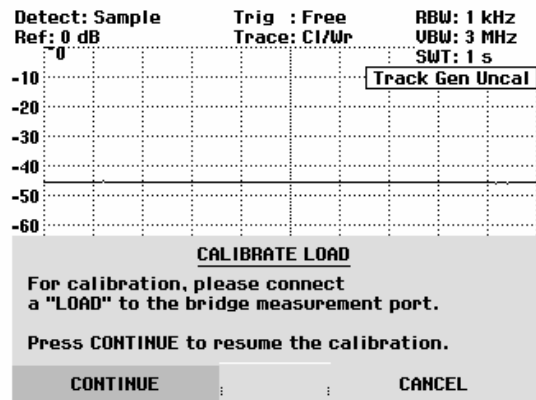 Detect: Sample Trig : Free RBW: 1 kHz
Ref: 0 dB Trace: Cl/Wr VBW: 3 MHz
0 SWT: 1 s
-10 Track Gen Uncal
-20
-30
-40
-50
-60
CALIBRATE LOAD
For calibration, please connect
a "LOAD" to the bridge measurement port.
Press CONTINUE to resume the calibration.
CONTINUE CANCEL